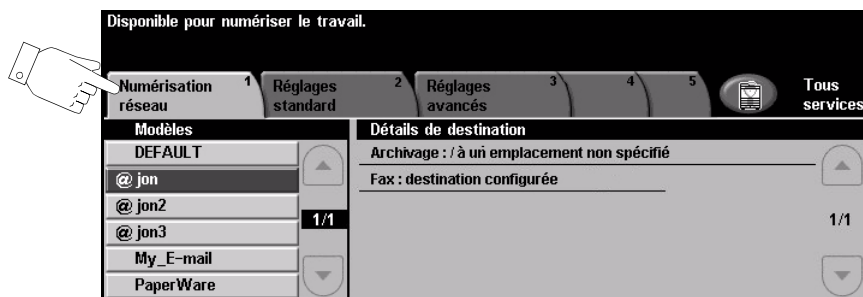 Disponible pour numériser le travail.
Numérisation réseau 1
Réglages standard 2
Réglages avancés 3
4
5
Tous services
Modèles
DEFAULT
@ jon
@ jon2
@ jon3
My_E-mail
PaperWare
1/1
Détails de destination
Archivage : / à un emplacement non spécifié
Fax : destination configurée
1/1